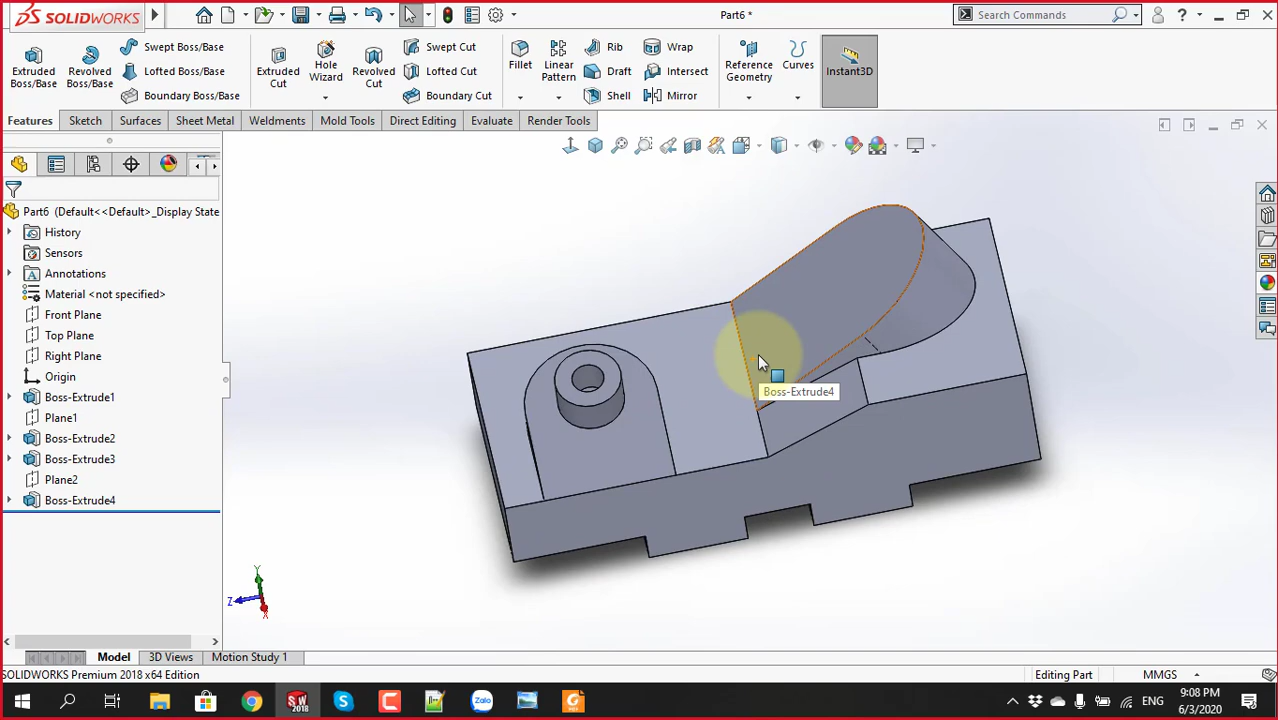 SOLIDWORKS
Part6 *
Search Commands
Extruded Boss/Base
Revolved Boss/Base
Swept Boss/Base
Lofted Boss/Base
Boundary Boss/Base
Extruded Cut
Hole Wizard
Revolved Cut
Swept Cut
Lofted Cut
Boundary Cut
Fillet
Linear Pattern
Rib
Draft
Shell
Wrap
Intersect
Mirror
Reference Geometry
Curves
Instant3D
Features
Sketch
Surfaces
Sheet Metal
Weldments
Mold Tools
Direct Editing
Evaluate
Render Tools
Part6 (Default<<Default>_Display State
History
Sensors
Annotations
Material <not specified>
Front Plane
Top Plane
Right Plane
Origin
Boss-Extrude1
Plane1
Boss-Extrude2
Boss-Extrude3
Plane2
Boss-Extrude4
Boss-Extrude4
Y
Z
X
Model
3D Views
Motion Study 1
SOLIDWORKS Premium 2018 x64 Edition
Editing Part
MMGS
SW
2018
ENG
9:08 PM
6/3/2020